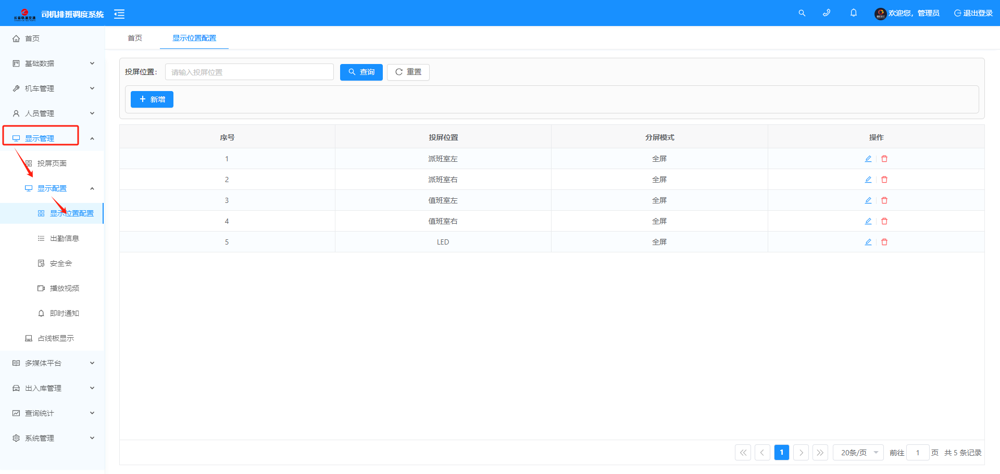 长春轨道交通
司机排班调度系统
欢迎您，管理员
退出登录
首页
基础数据
机车管理
人员管理
显示管理
投屏页面
显示配置
显示位置配置
出勤信息
安全会
播放视频
即时通知
占线板显示
多媒体平台
出入库管理
查询统计
系统管理
首页 显示位置配置
投屏位置： 请输入投屏位置 查询 重置
新增
序号 投屏位置 分屏模式 操作
1 派班室左 全屏
2 派班室右 全屏
3 值班室左 全屏
4 值班室右 全屏
5 LED 全屏
1 20条/页 前往 1 页 共 5 条记录